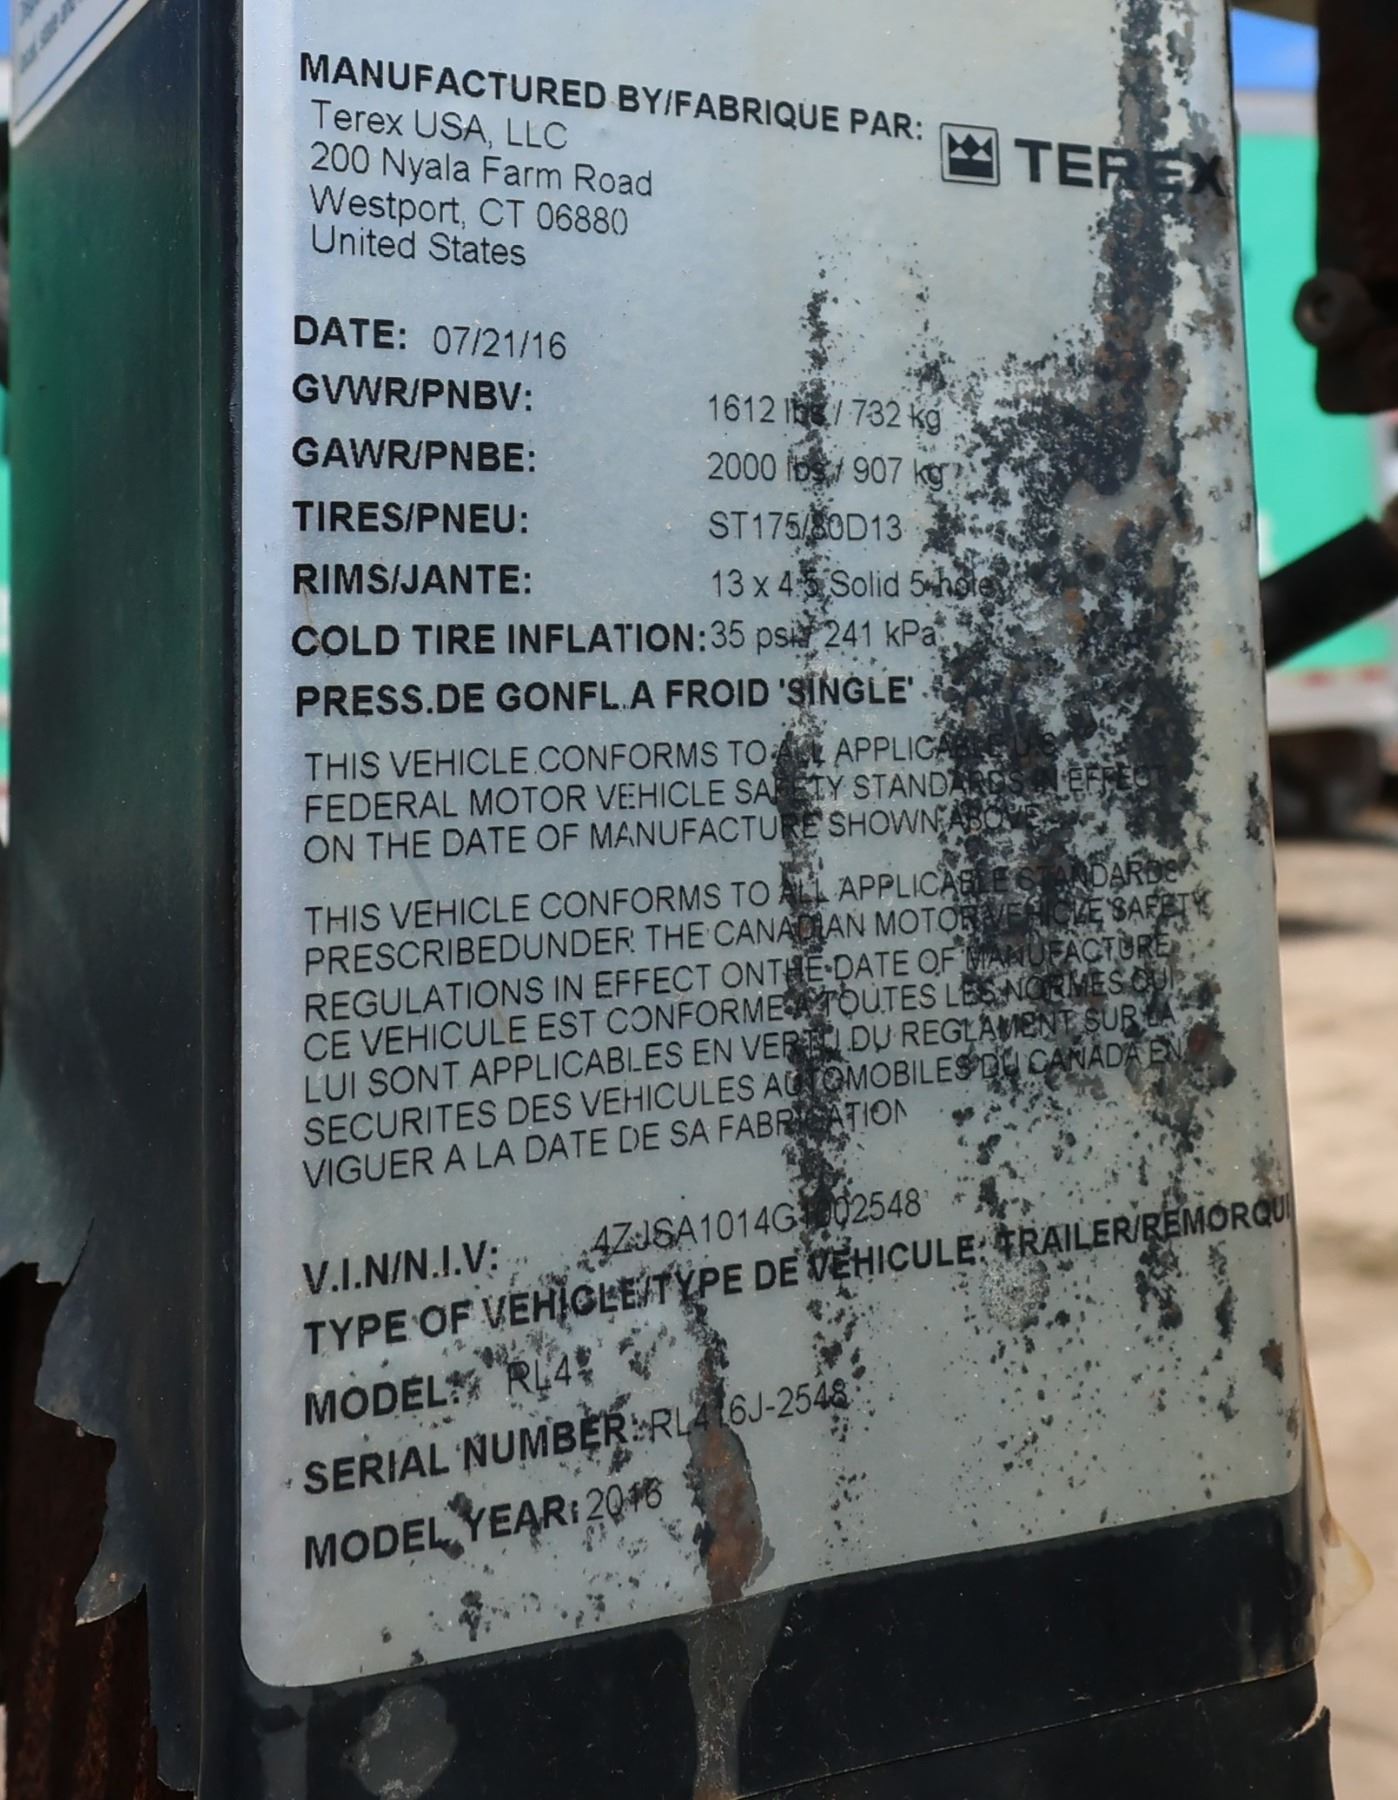 MANUFACTURED BY/FABRIQUE PAR:
TEREX
Terex USA, LLC
200 Nyala Farm Road
Westport, CT 06880
United States
DATE: 07/21/16
GVWR/PNBV: 1612 lbs / 732 kg
GAWR/PNBE: 2000 lbs / 907 kg
TIRES/PNEU: ST175/80D13
RIMS/JANTE: 13 x 4.5 Solid 5-hole
COLD TIRE INFLATION: 35 psi / 241 kPa
PRESS.DE GONFL.A FROID 'SINGLE'
THIS VEHICLE CONFORMS TO ALL APPLICABLE U.S.
FEDERAL MOTOR VEHICLE SAFETY STANDARDS IN EFFECT
ON THE DATE OF MANUFACTURE SHOWN ABOVE
THIS VEHICLE CONFORMS TO ALL APPLICABLE STANDARDS
PRESCRIBEDUNDER THE CANADIAN MOTOR VEHICLE SAFETY
REGULATIONS IN EFFECT ONTHE DATE OF MANUFACTURE
CE VEHICULE EST CONFORME A TOUTES LES NORMES QUI
LUI SONT APPLICABLES EN VERTU DU REGLAMENT SUR LA
SECURITES DES VEHICULES AUTOMOBILES DU CANADA EN
VIGUER A LA DATE DE SA FABRICATION
V.I.N/N.I.V: 4ZJSA1014G1002548
TYPE OF VEHICLE/TYPE DE VEHICULE: TRAILER/REMORQU
MODEL: RL4
SERIAL NUMBER: RL416J-2548
MODEL YEAR: 2016